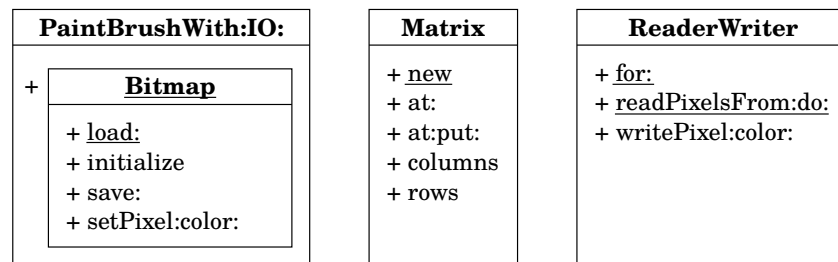 PaintBrushWith:IO:
+ Bitmap
+ load:
+ initialize
+ save:
+ setPixel:color:
Matrix
+ new
+ at:
+ at:put:
+ columns
+ rows
ReaderWriter
+ for:
+ readPixelsFrom:do:
+ writePixel:color: